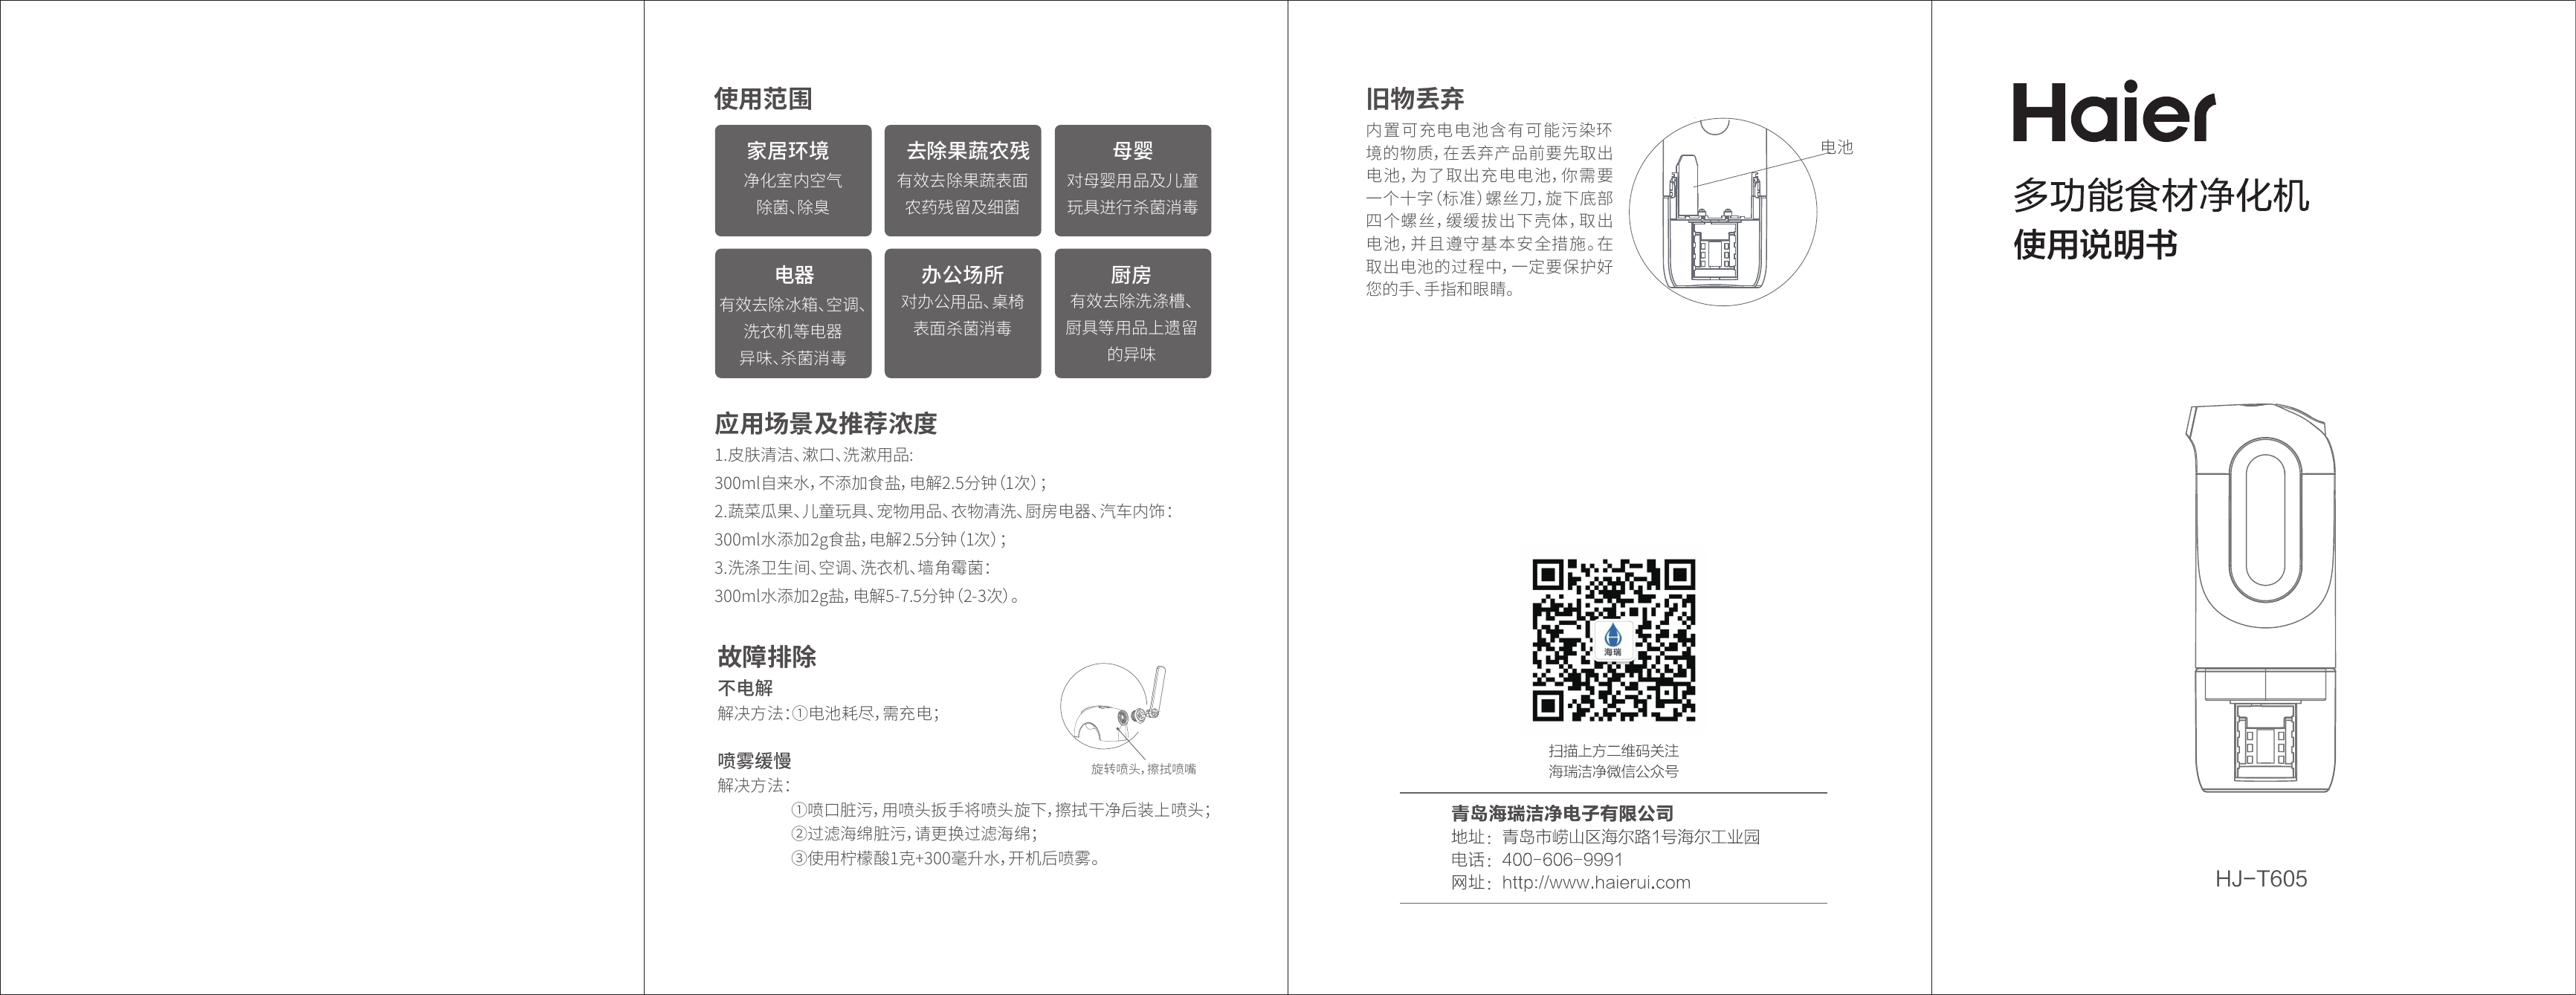 使用范围
家居环境
净化室内空气
除菌、除臭
去除果蔬农残
有效去除果蔬表面
农药残留及细菌
母婴
对母婴用品及儿童
玩具进行杀菌消毒
电器
有效去除冰箱、空调、
洗衣机等电器
异味、杀菌消毒
办公场所
对办公用品、桌椅
表面杀菌消毒
厨房
有效去除洗涤槽、
厨具等用品上遗留
的异味
应用场景及推荐浓度
1.皮肤清洁、漱口、洗漱用品:
300ml自来水，不添加食盐，电解2.5分钟（1次）；
2.蔬菜瓜果、儿童玩具、宠物用品、衣物清洗、厨房电器、汽车内饰：
300ml水添加2g食盐，电解2.5分钟（1次）；
3.洗涤卫生间、空调、洗衣机、墙角霉菌：
300ml水添加2g盐，电解5-7.5分钟（2-3次）。
故障排除
不电解
解决方法：①电池耗尽，需充电；
喷雾缓慢
解决方法：
①喷口脏污，用喷头扳手将喷头旋下，擦拭干净后装上喷头；
②过滤海绵脏污，请更换过滤海绵；
③使用柠檬酸1克+300毫升水，开机后喷雾。
旋转喷头，擦拭喷嘴
旧物丢弃
内置可充电电池含有可能污染环
境的物质，在丢弃产品前要先取出
电池，为了取出充电电池，你需要
一个十字（标准）螺丝刀，旋下底部
四个螺丝，缓缓拔出下壳体，取出
电池，并且遵守基本安全措施。在
取出电池的过程中，一定要保护好
您的手、手指和眼睛。
电池
海瑞
扫描上方二维码关注
海瑞洁净微信公众号
青岛海瑞洁净电子有限公司
地址：青岛市崂山区海尔路1号海尔工业园
电话：400-606-9991
网址：http://www.haierui.com
Haier
多功能食材净化机
使用说明书
HJ-T605